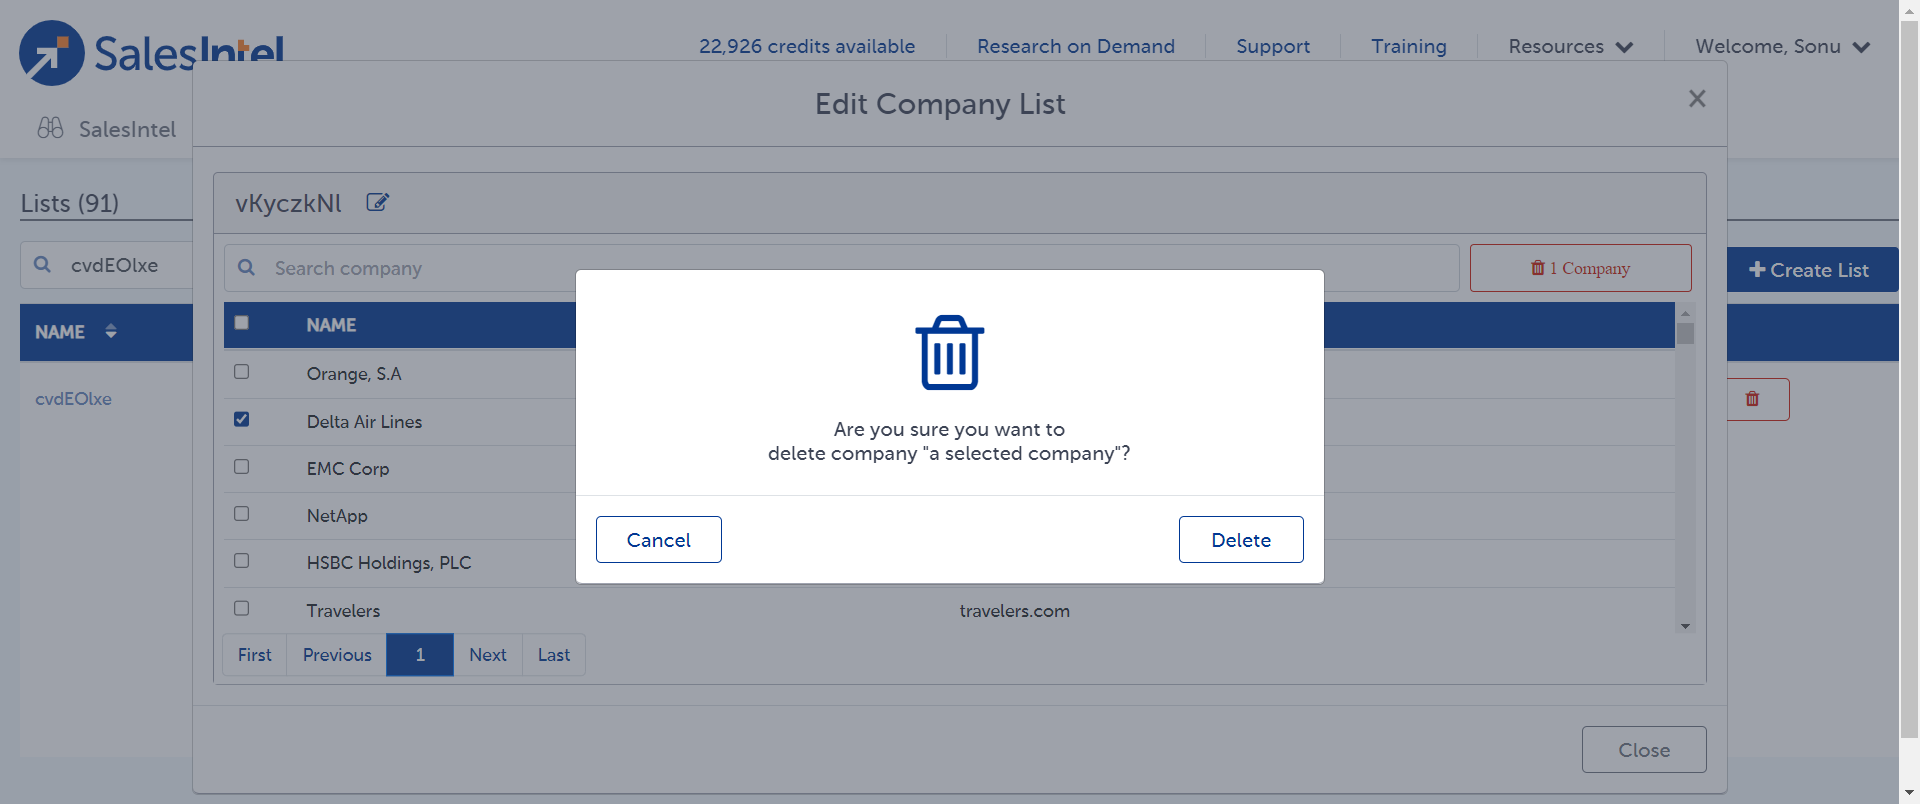 SalesIntel
22,926 credits available
Research on Demand
Support
Training
Resources
Welcome, Sonu
Edit Company List
SalesIntel
Lists (91)
vKyczkNl
cvdEOlxe
Search company
1 Company
Create List
NAME
NAME
Orange, S.A
cvdEOlxe
Delta Air Lines
EMC Corp
NetApp
HSBC Holdings, PLC
Travelers
travelers.com
Are you sure you want to
delete company "a selected company"?
Cancel
Delete
First
Previous
1
Next
Last
Close